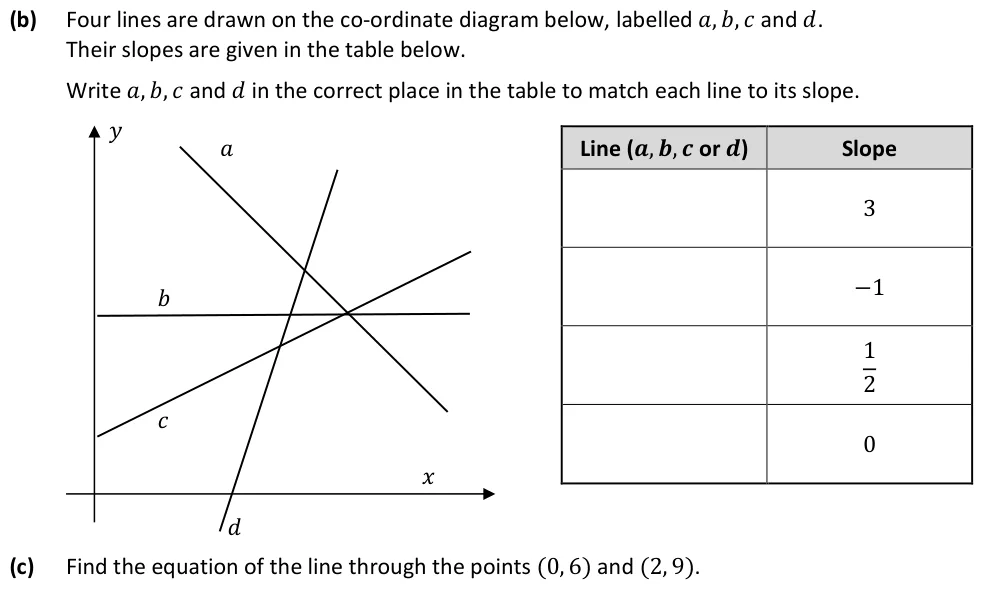 (b) Four lines are drawn on the co-ordinate diagram below, labelled a, b, c and d.
Their slopes are given in the table below.
Write a, b, c and d in the correct place in the table to match each line to its slope.
y
a
b
c
x
d
Line (a, b, c or d) Slope
3
−1
1
2
0
(c) Find the equation of the line through the points (0, 6) and (2, 9).